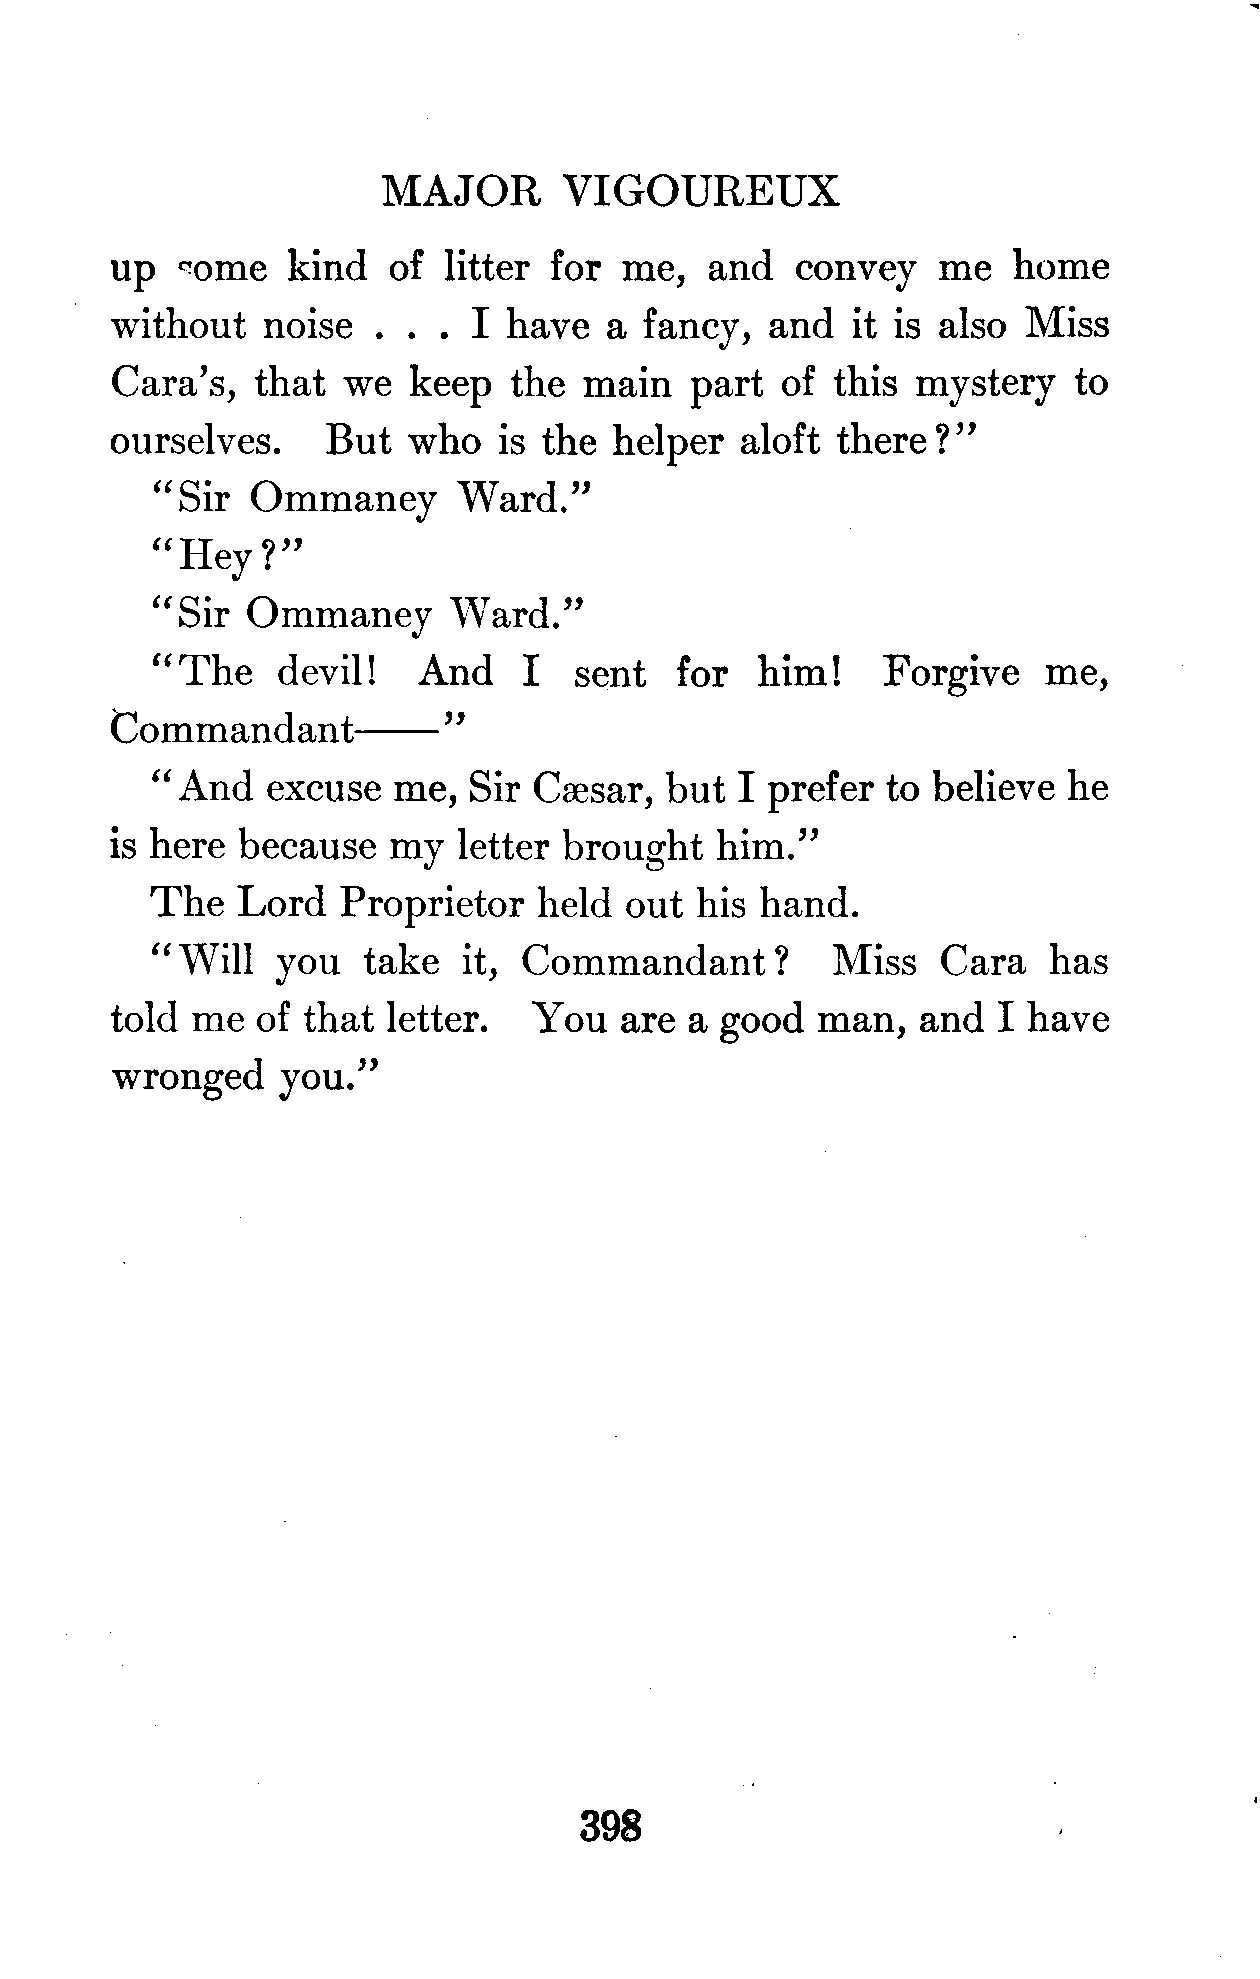 MAJOR VIGOUREUX
up some kind of litter for me, and convey me home
without noise . . . I have a fancy, and it is also Miss
Cara's, that we keep the main part of this mystery to
ourselves. But who is the helper aloft there?"
"Sir Ommaney Ward."
"Hey?"
"Sir Ommaney Ward."
"The devil! And I sent for him! Forgive me,
Commandant——"
"And excuse me, Sir Cæsar, but I prefer to believe he
is here because my letter brought him."
The Lord Proprietor held out his hand.
"Will you take it, Commandant? Miss Cara has
told me of that letter. You are a good man, and I have
wronged you."
398